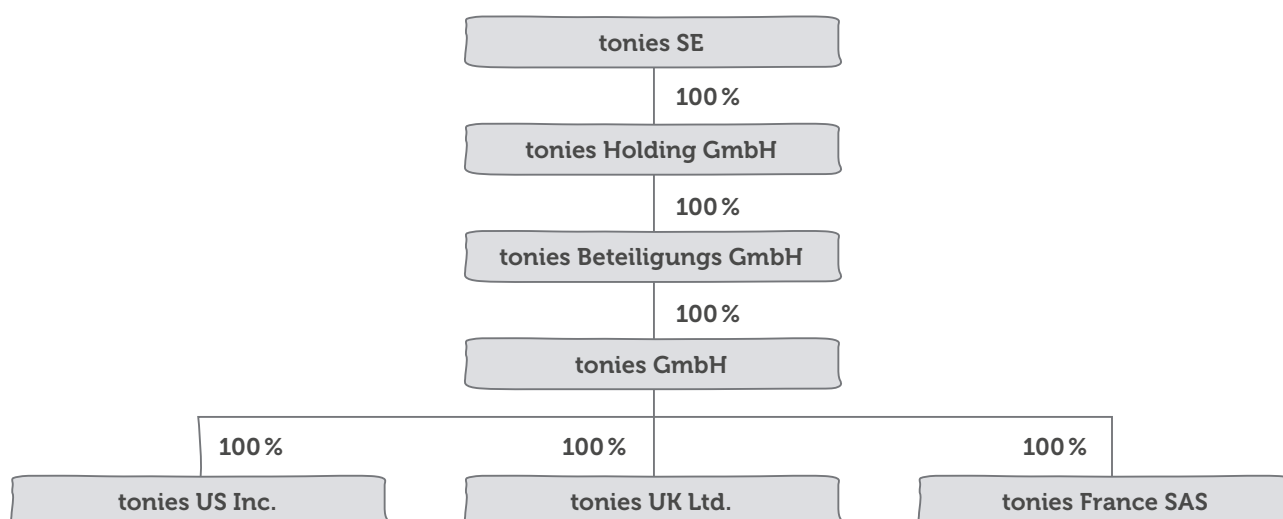 tonies SE
100 %
tonies Holding GmbH
100 %
tonies Beteiligungs GmbH
100 %
tonies GmbH
100 % 100 % 100 %
tonies US Inc. tonies UK Ltd. tonies France SAS